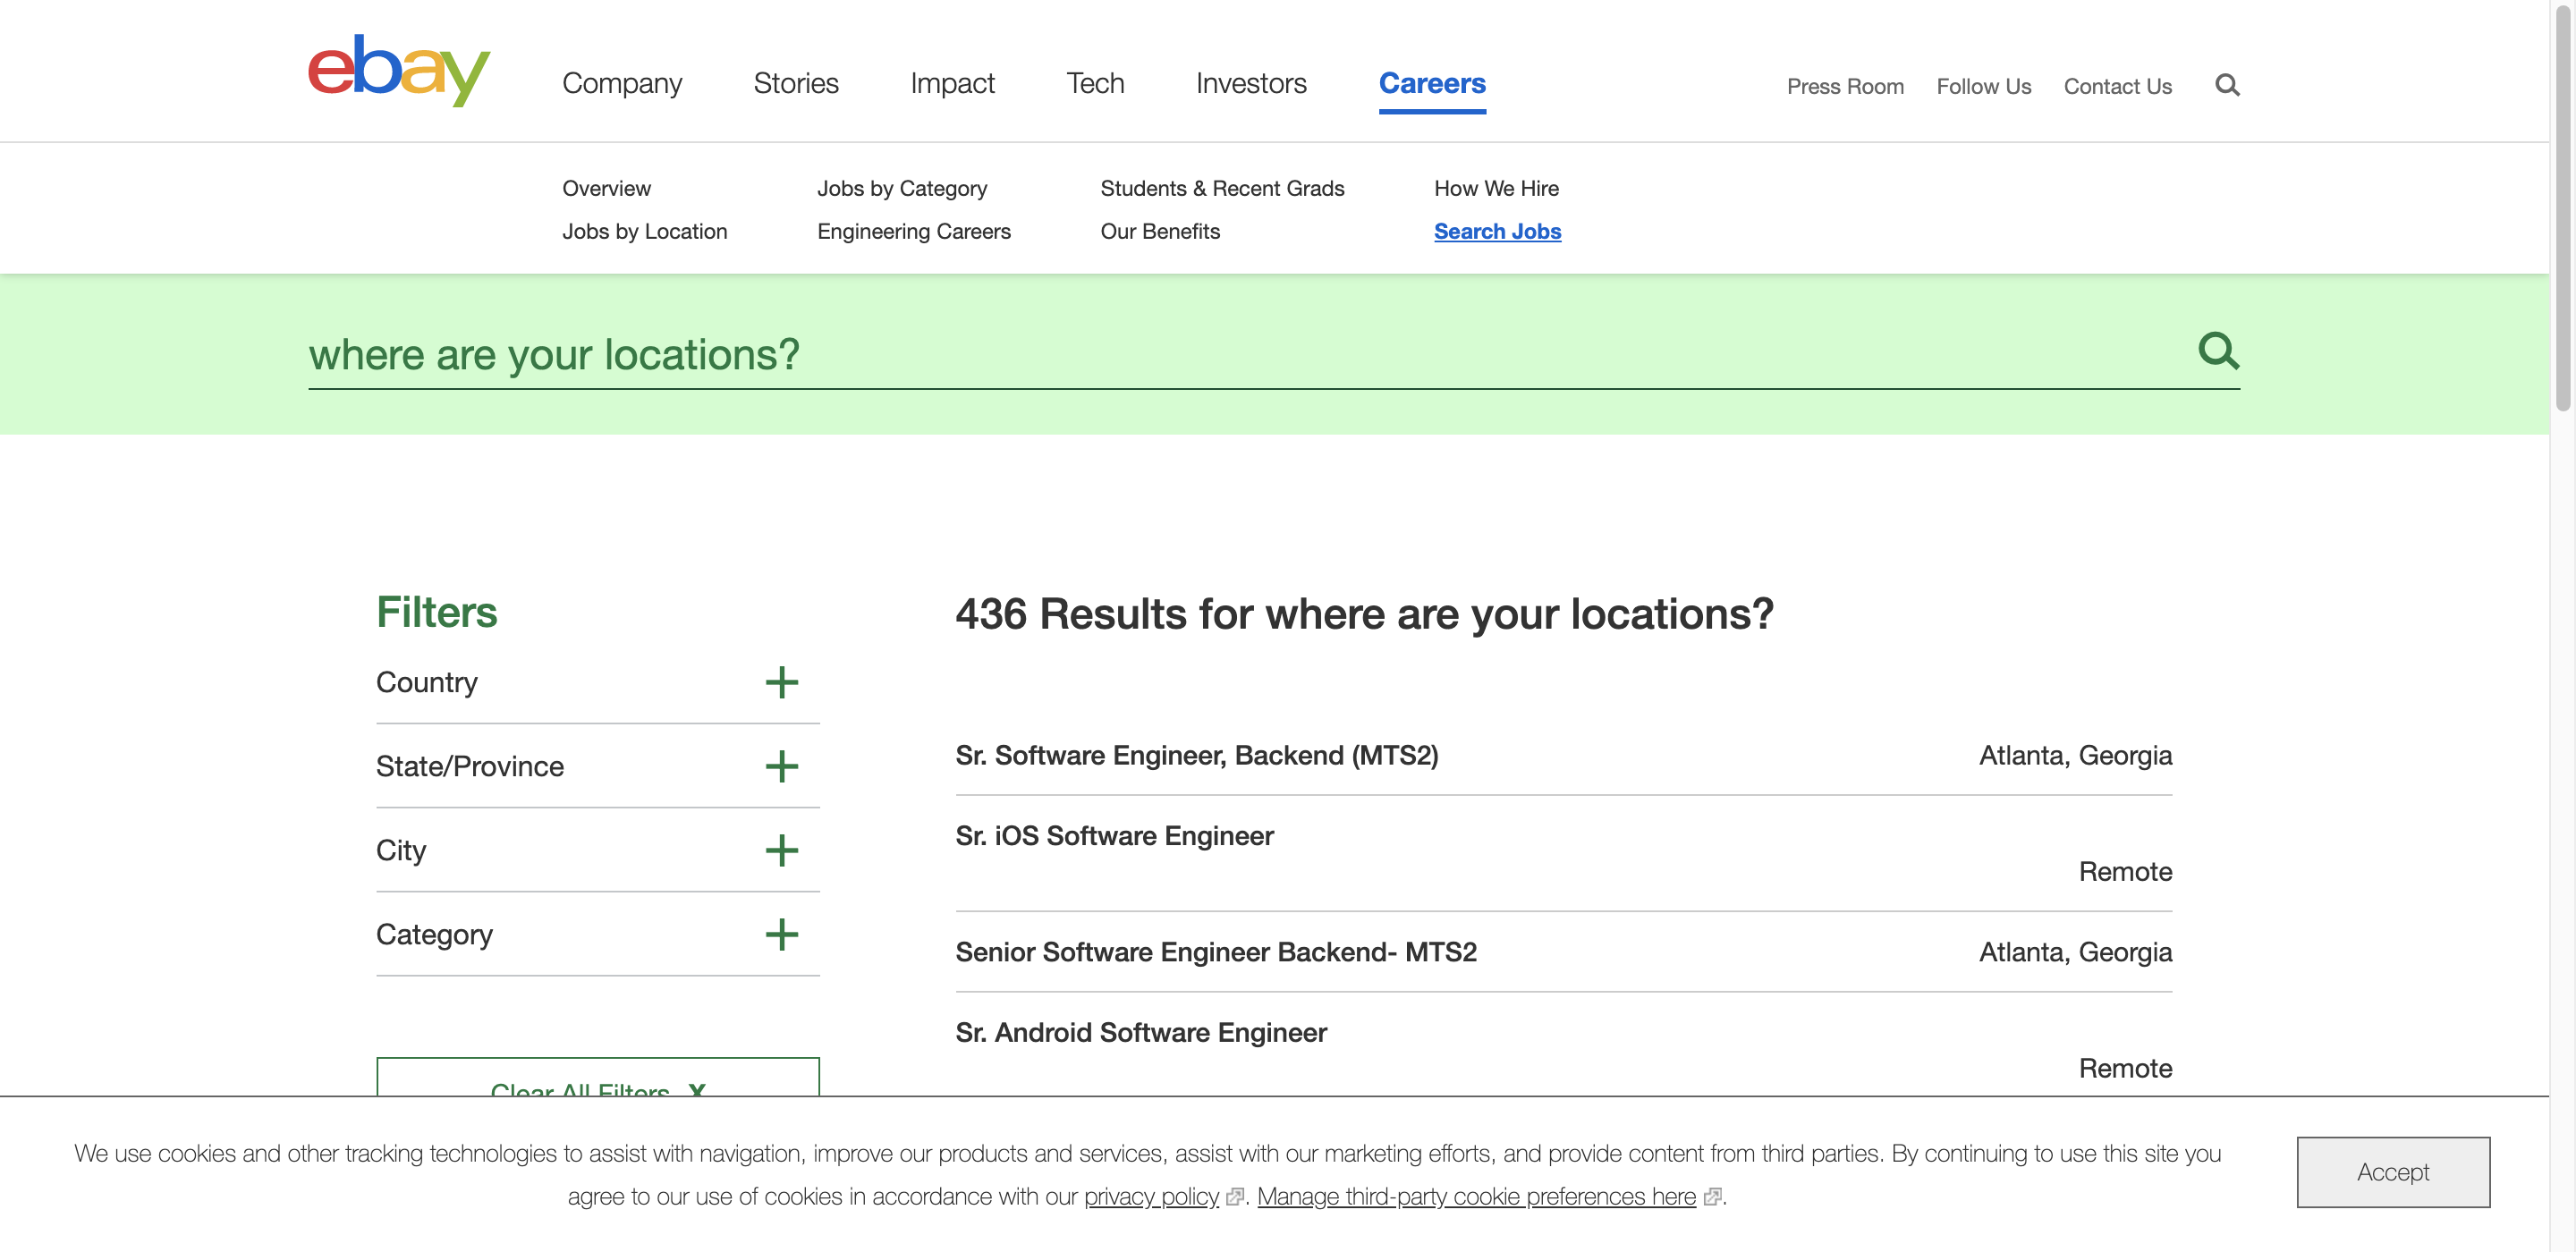 ebay
Company Stories Impact Tech Investors Careers
Press Room Follow Us Contact Us
Overview Jobs by Category Students & Recent Grads How We Hire
Jobs by Location Engineering Careers Our Benefits Search Jobs
where are your locations?
Filters
Country
State/Province
City
Category
Clear All Filters X
436 Results for where are your locations?
Sr. Software Engineer, Backend (MTS2) Atlanta, Georgia
Sr. iOS Software Engineer
Remote
Senior Software Engineer Backend- MTS2 Atlanta, Georgia
Sr. Android Software Engineer
Remote
We use cookies and other tracking technologies to assist with navigation, improve our products and services, assist with our marketing efforts, and provide content from third parties. By continuing to use this site you
agree to our use of cookies in accordance with our privacy policy. Manage third-party cookie preferences here.
Accept